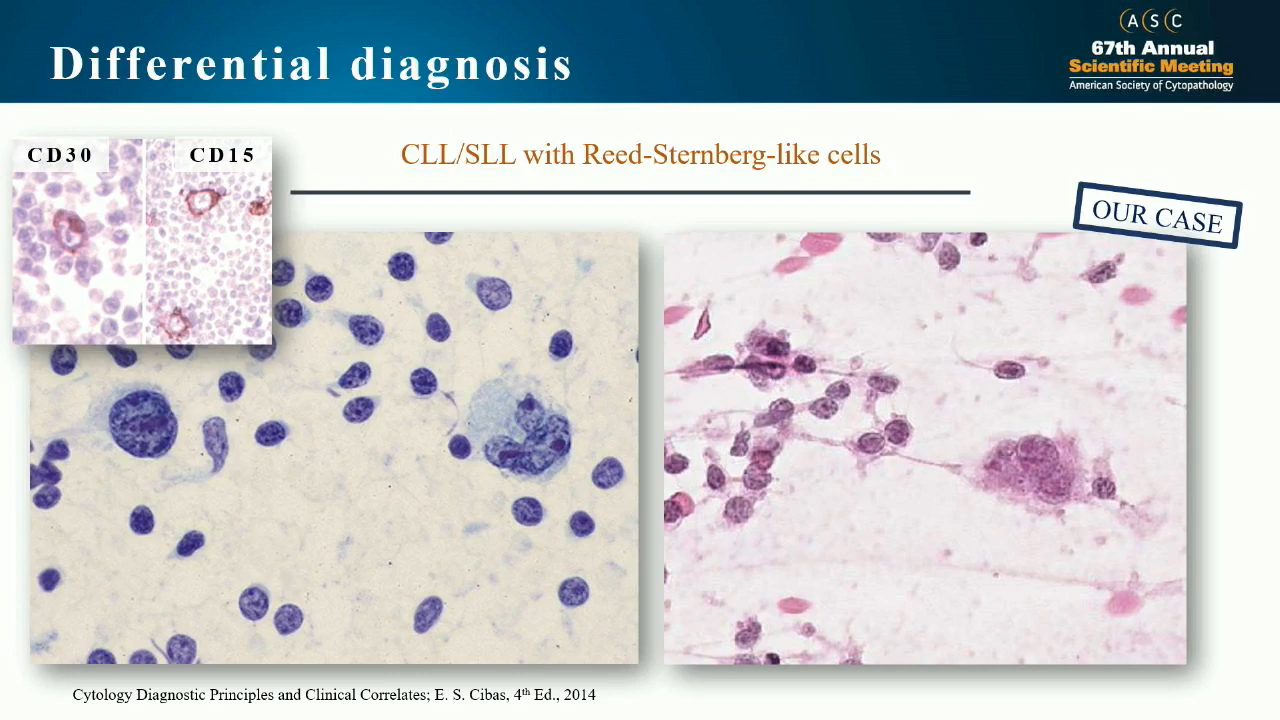 Differential diagnosis
(A(S(C
67th Annual
Scientific Meeting
American Society of Cytopathology
CD30
CD15
CLL/SLL with Reed-Sternberg-like cells
OUR CASE
Cytology Diagnostic Principles and Clinical Correlates; E. S. Cibas, 4th Ed., 2014